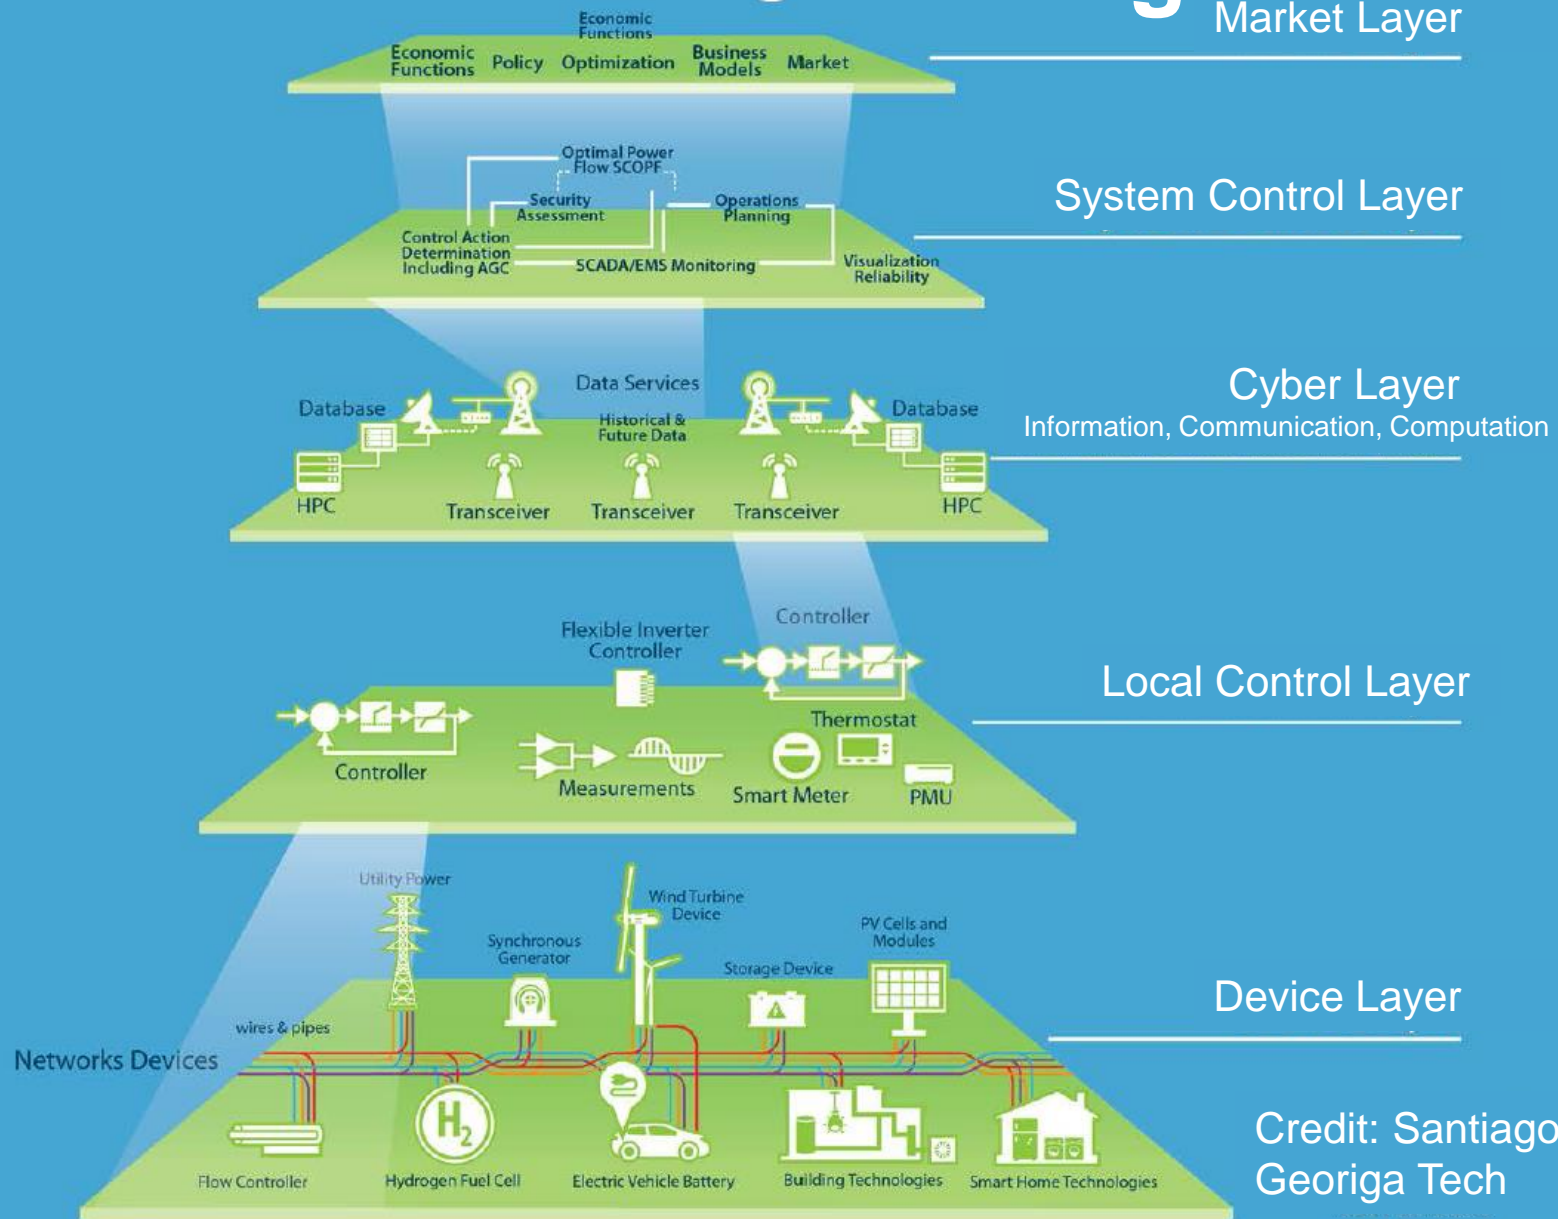 Market Layer
Economic
Functions
Economic
Functions
Policy
Optimization
Business
Models
Market
System Control Layer
Optimal Power
Flow SCOPF
Security
Assessment
Operations
Planning
Control Action
Determination
Including AGC
SCADA/EMS Monitoring
Visualization
Reliability
Cyber Layer
Information, Communication, Computation
Data Services
Database
Database
Historical &
Future Data
HPC
Transceiver
Transceiver
Transceiver
HPC
Local Control Layer
Controller
Flexible Inverter
Controller
Thermostat
Controller
Measurements
Smart Meter
PMU
Device Layer
Utility Power
Wind Turbine
Device
PV Cells and
Modules
Synchronous
Generator
Storage Device
wires & pipes
Networks Devices
H2
Flow Controller
Hydrogen Fuel Cell
Electric Vehicle Battery
Building Technologies
Smart Home Technologies
Credit: Santiago
Georiga Tech